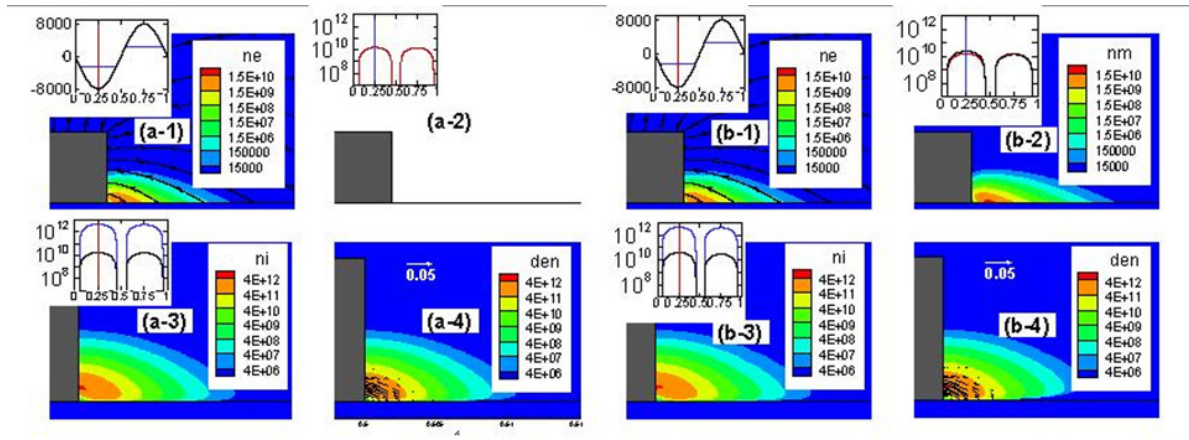 8000
0
-8000
0 0.25 0.5 0.75 1
(a-1)
ne
1.5E+10
1.5E+09
1.5E+08
1.5E+07
1.5E+06
150000
15000
10^12
10^10
10^8
0 0.25 0.5 0.75 1
(a-2)
8000
0
-8000
0 0.25 0.5 0.75 1
(b-1)
ne
1.5E+10
1.5E+09
1.5E+08
1.5E+07
1.5E+06
150000
15000
10^12
10^10
10^8
0 0.25 0.5 0.75 1
(b-2)
nm
1.5E+10
1.5E+09
1.5E+08
1.5E+07
1.5E+06
150000
15000
10^12
10^10
10^8
0 0.25 0.5 0.75 1
(a-3)
ni
4E+12
4E+11
4E+10
4E+09
4E+08
4E+07
4E+06
0.05
(a-4)
den
4E+12
4E+11
4E+10
4E+09
4E+08
4E+07
4E+06
10^12
10^10
10^8
0 0.25 0.5 0.75 1
(b-3)
ni
4E+12
4E+11
4E+10
4E+09
4E+08
4E+07
4E+06
0.05
(b-4)
den
4E+12
4E+11
4E+10
4E+09
4E+08
4E+07
4E+06